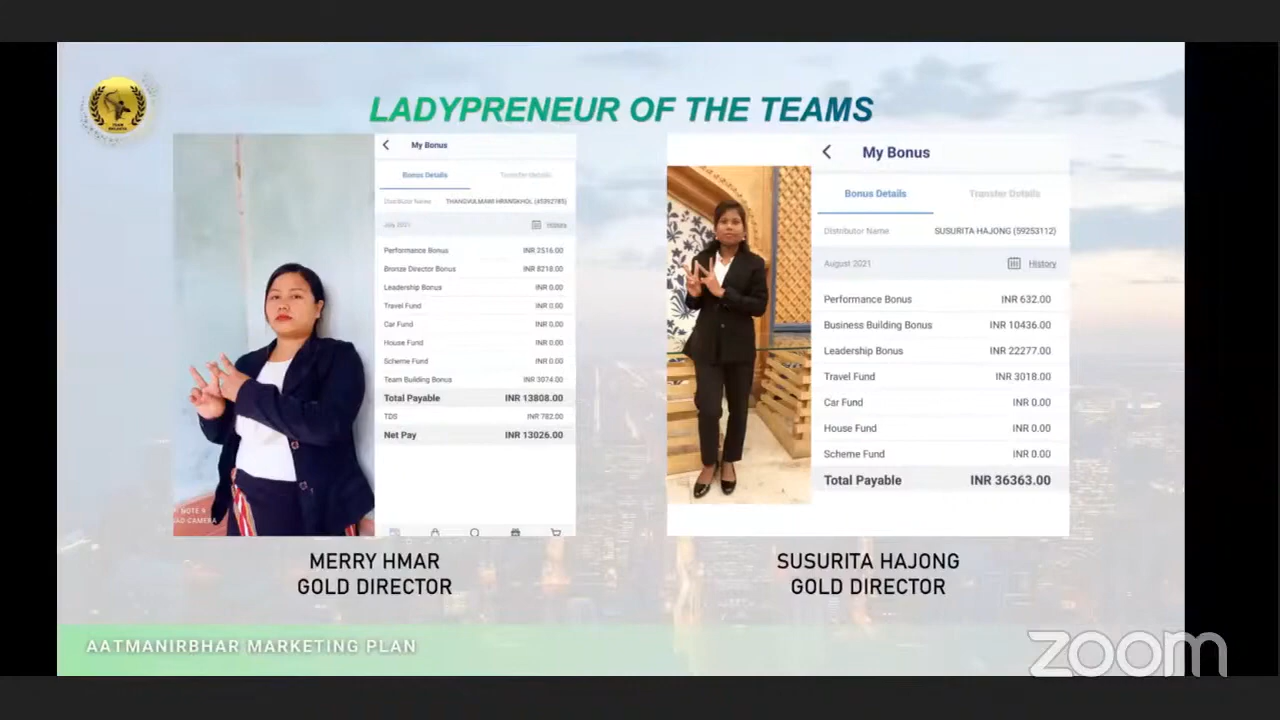 LADYPRENEUR OF THE TEAMS
My Bonus
Bonus Details Transfer Details
Distributor Name (45392785)
July 2021 History
Performance Bonus INR 2516.00
Bronze Director Bonus INR 8218.00
Leadership Bonus INR 0.00
Travel Fund INR 0.00
Car Fund INR 0.00
House Fund INR 0.00
Scheme Fund INR 0.00
Team Building Bonus INR 3074.00
Total Payable INR 13808.00
TDS INR 782.00
Net Pay INR 13026.00
NOTE
CAMERA
MERRY HMAR
GOLD DIRECTOR
My Bonus
Bonus Details Transfer Details
Distributor Name SUSURITA HAJONG (59253112)
August 2021 History
Performance Bonus INR 632.00
Business Building Bonus INR 10436.00
Leadership Bonus INR 22277.00
Travel Fund INR 3018.00
Car Fund INR 0.00
House Fund INR 0.00
Scheme Fund INR 0.00
Total Payable INR 36363.00
SUSURITA HAJONG
GOLD DIRECTOR
AATMANIRBHAR MARKETING PLAN
zoom